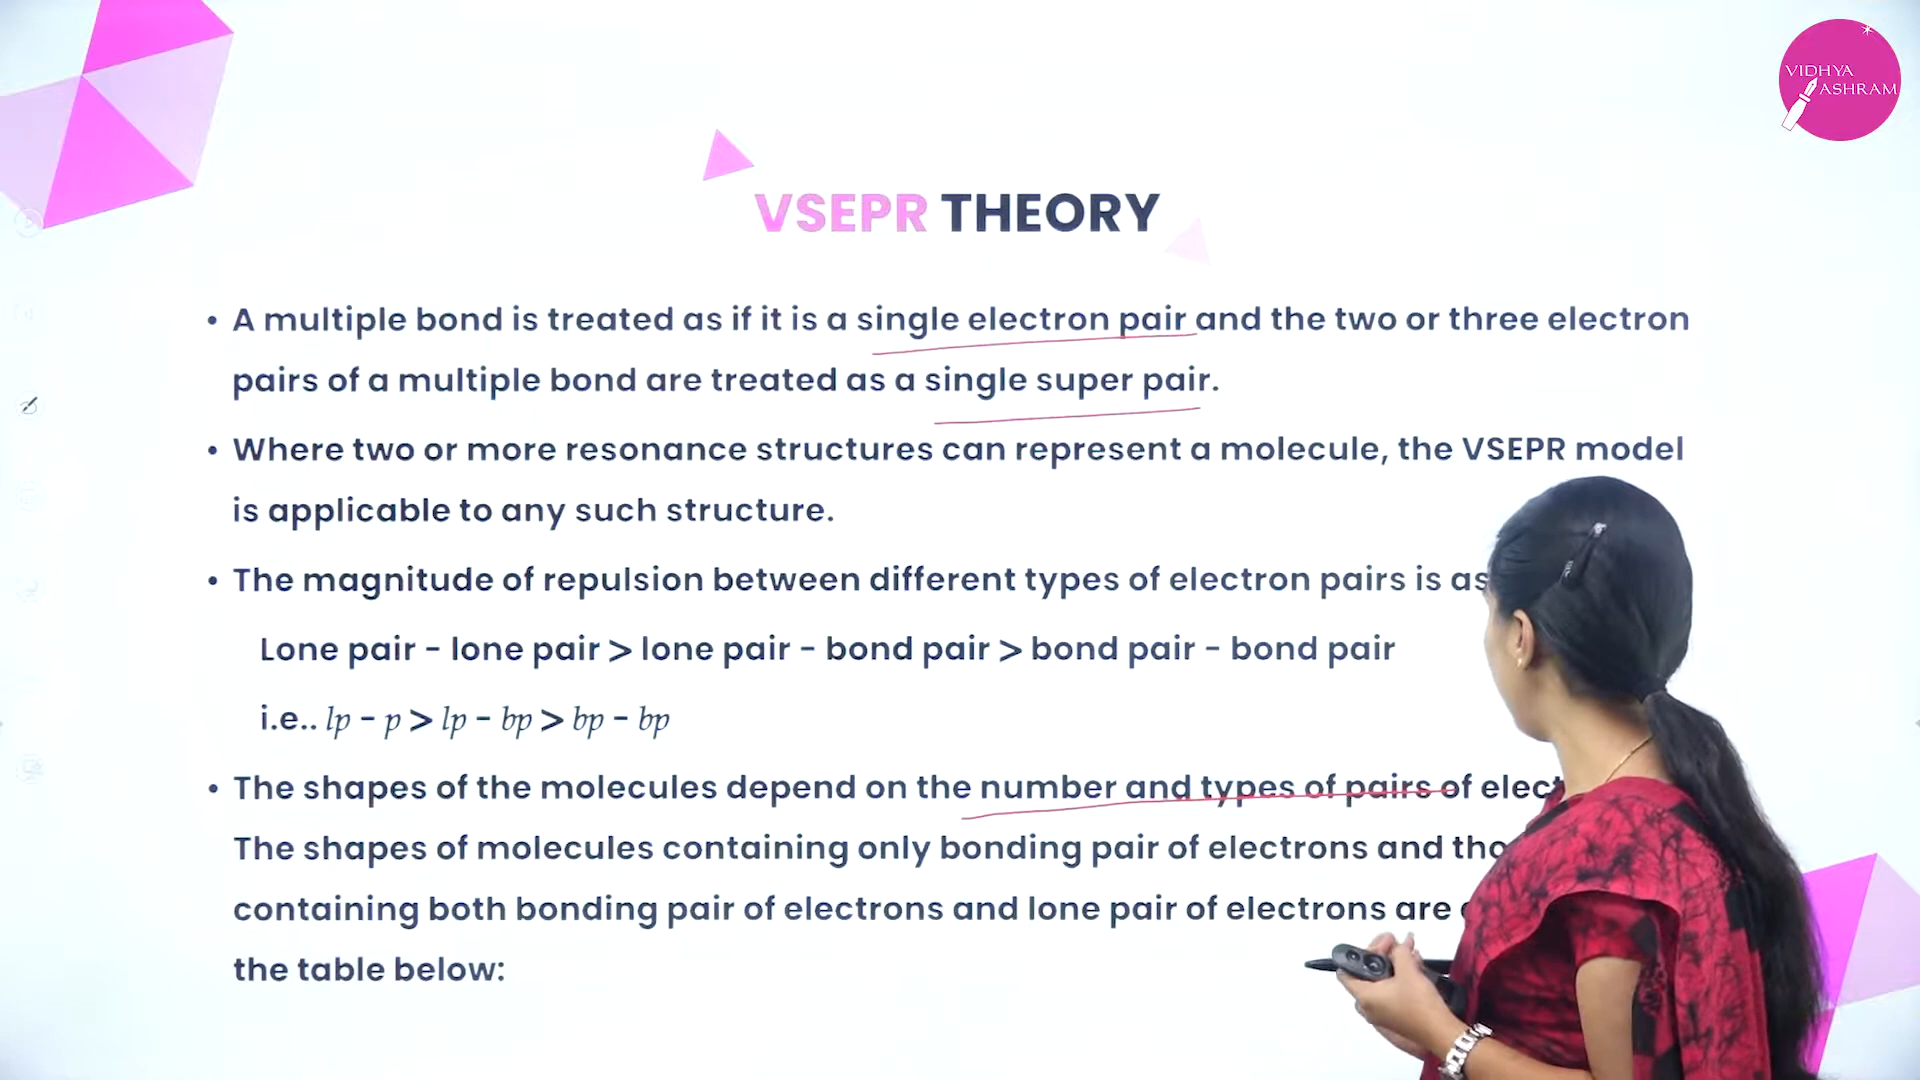 VIDHYA
ASHRAM
VSEPR THEORY
• A multiple bond is treated as if it is a single electron pair and the two or three electron
pairs of a multiple bond are treated as a single super pair.
• Where two or more resonance structures can represent a molecule, the VSEPR model
is applicable to any such structure.
• The magnitude of repulsion between different types of electron pairs is as
Lone pair - lone pair > lone pair - bond pair > bond pair - bond pair
i.e.. lp - p > lp - bp > bp - bp
• The shapes of the molecules depend on the number and types of pairs of elect
The shapes of molecules containing only bonding pair of electrons and tho
containing both bonding pair of electrons and lone pair of electrons are
the table below: